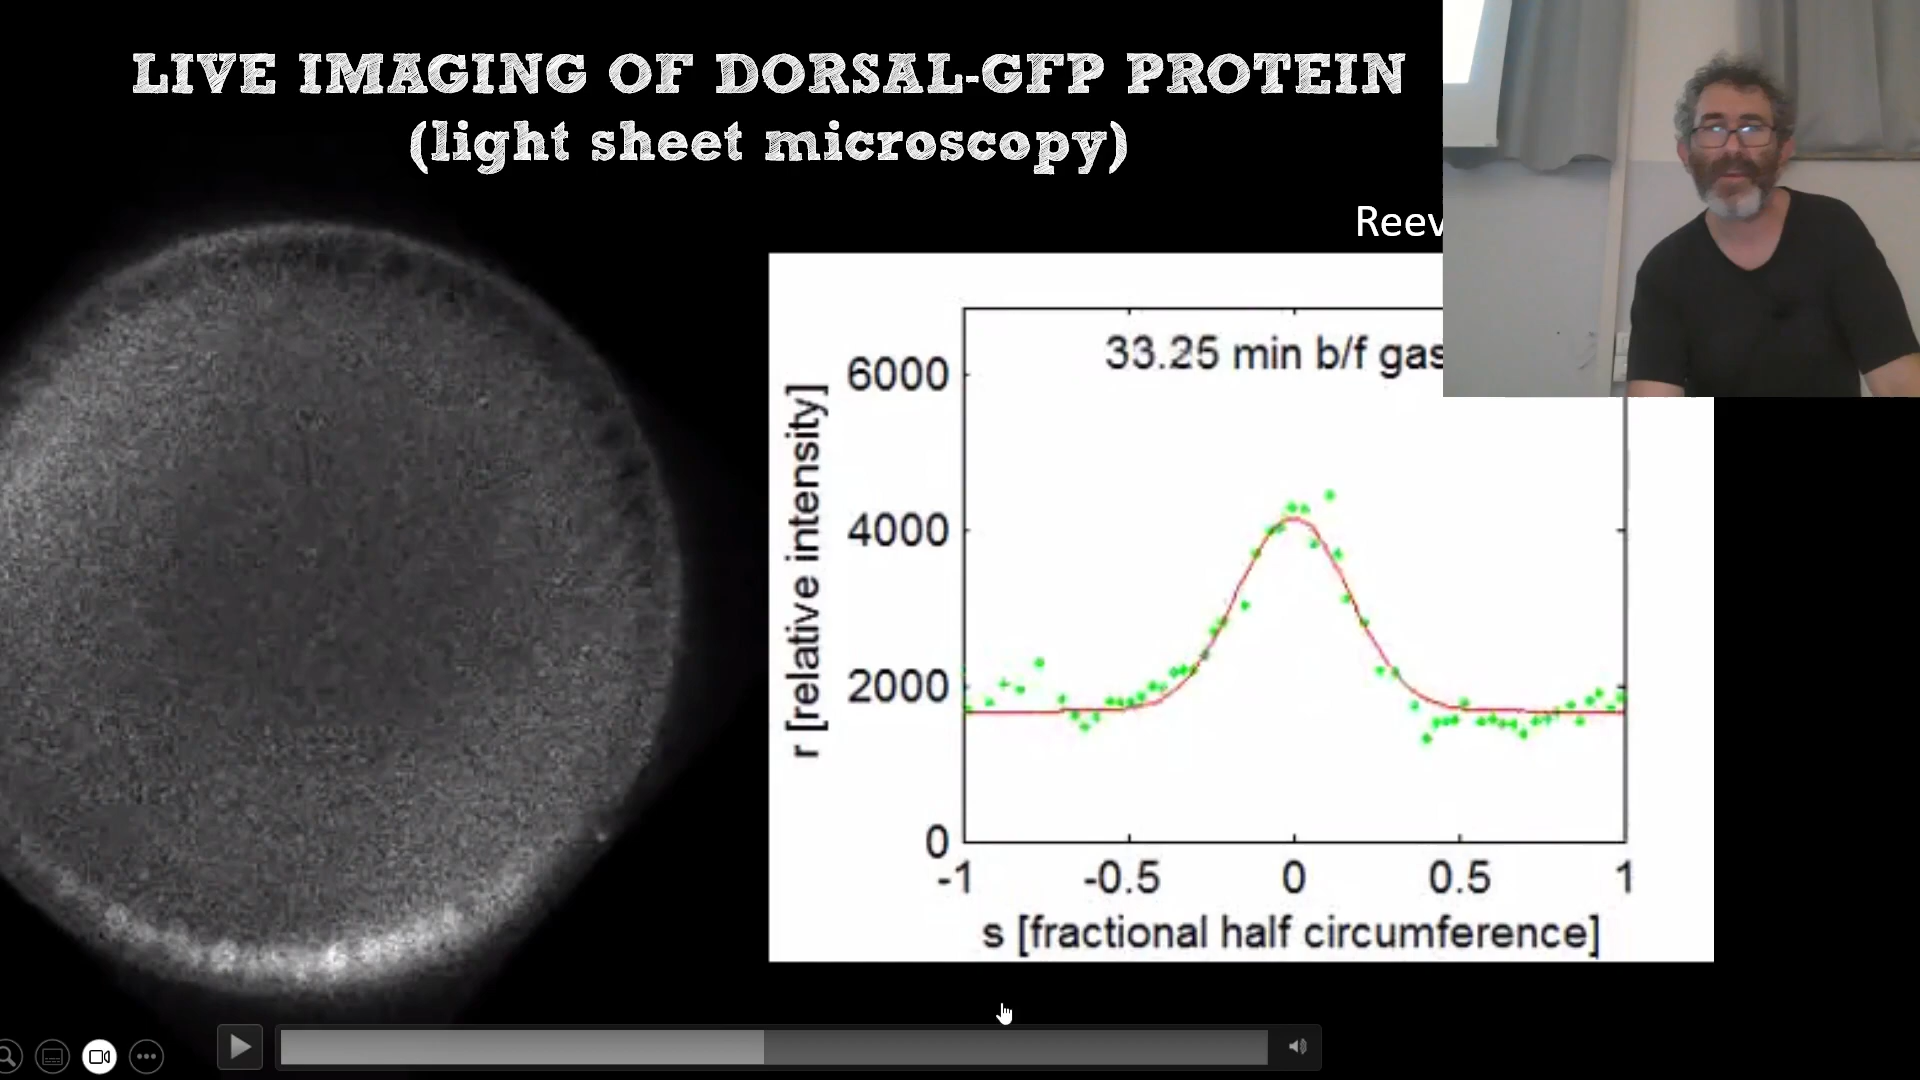 LIVE IMAGING OF DORSAL-GFP PROTEIN
(light sheet microscopy)
Reev
33.25 min b/f gas
r [relative intensity]
6000
4000
2000
0
-1 -0.5 0 0.5 1
s [fractional half circumference]